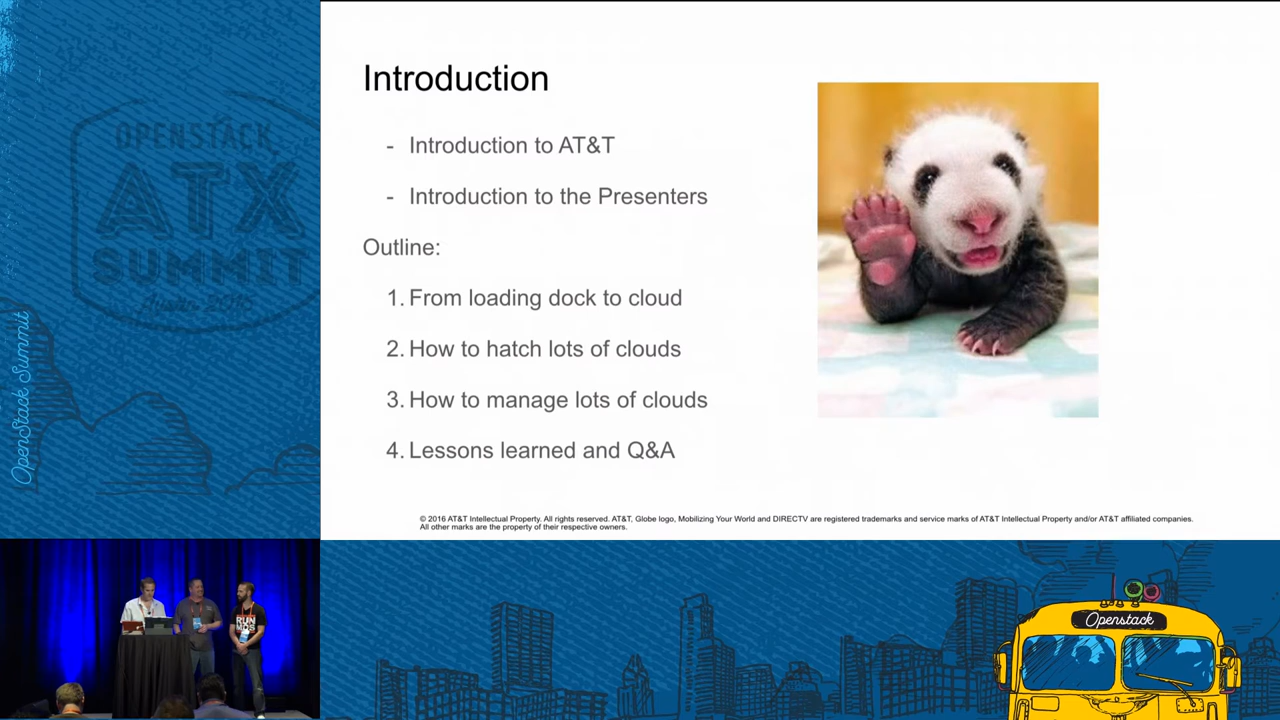 OPENSTACK
ATX
SUMMIT
Austin 2016
OpenStack Summit
Introduction
- Introduction to AT&T
- Introduction to the Presenters
Outline:
1. From loading dock to cloud
2. How to hatch lots of clouds
3. How to manage lots of clouds
4. Lessons learned and Q&A
© 2016 AT&T Intellectual Property. All rights reserved. AT&T, Globe logo, Mobilizing Your World and DIRECTV are registered trademarks and service marks of AT&T Intellectual Property and/or AT&T affiliated companies.
All other marks are the property of their respective owners.
RUN
Openstack